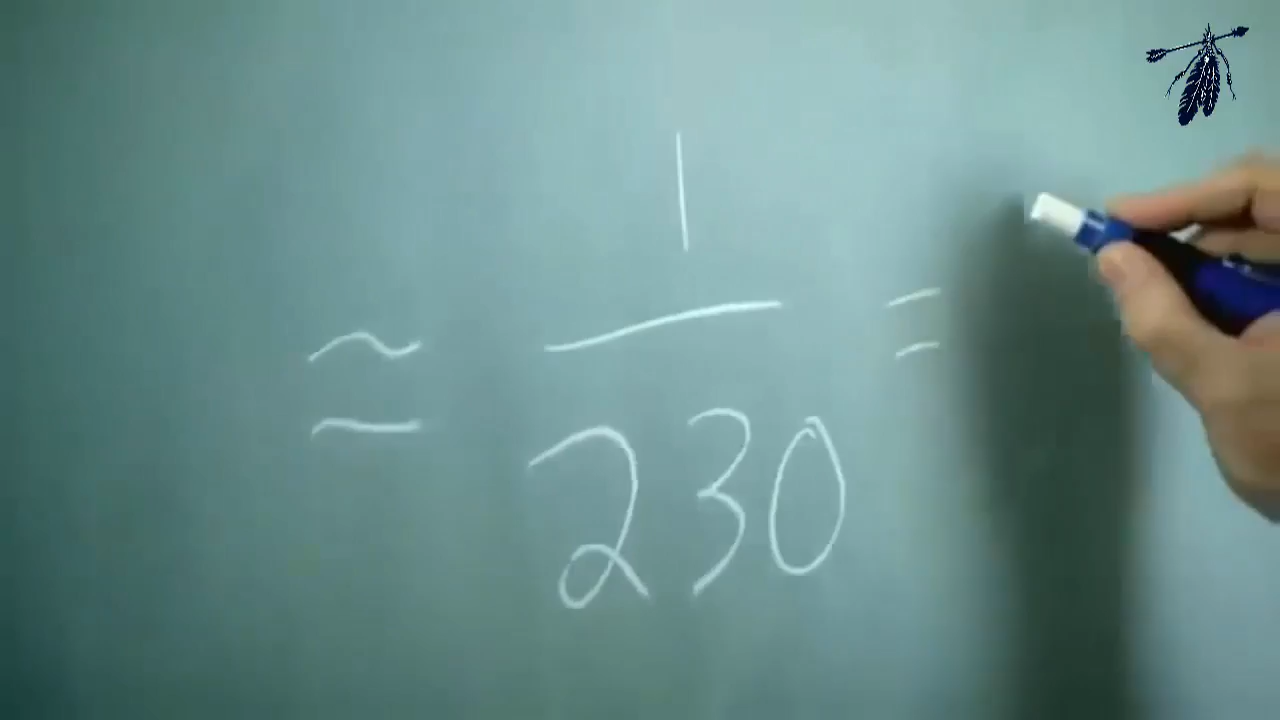 ≈ 1/230 =